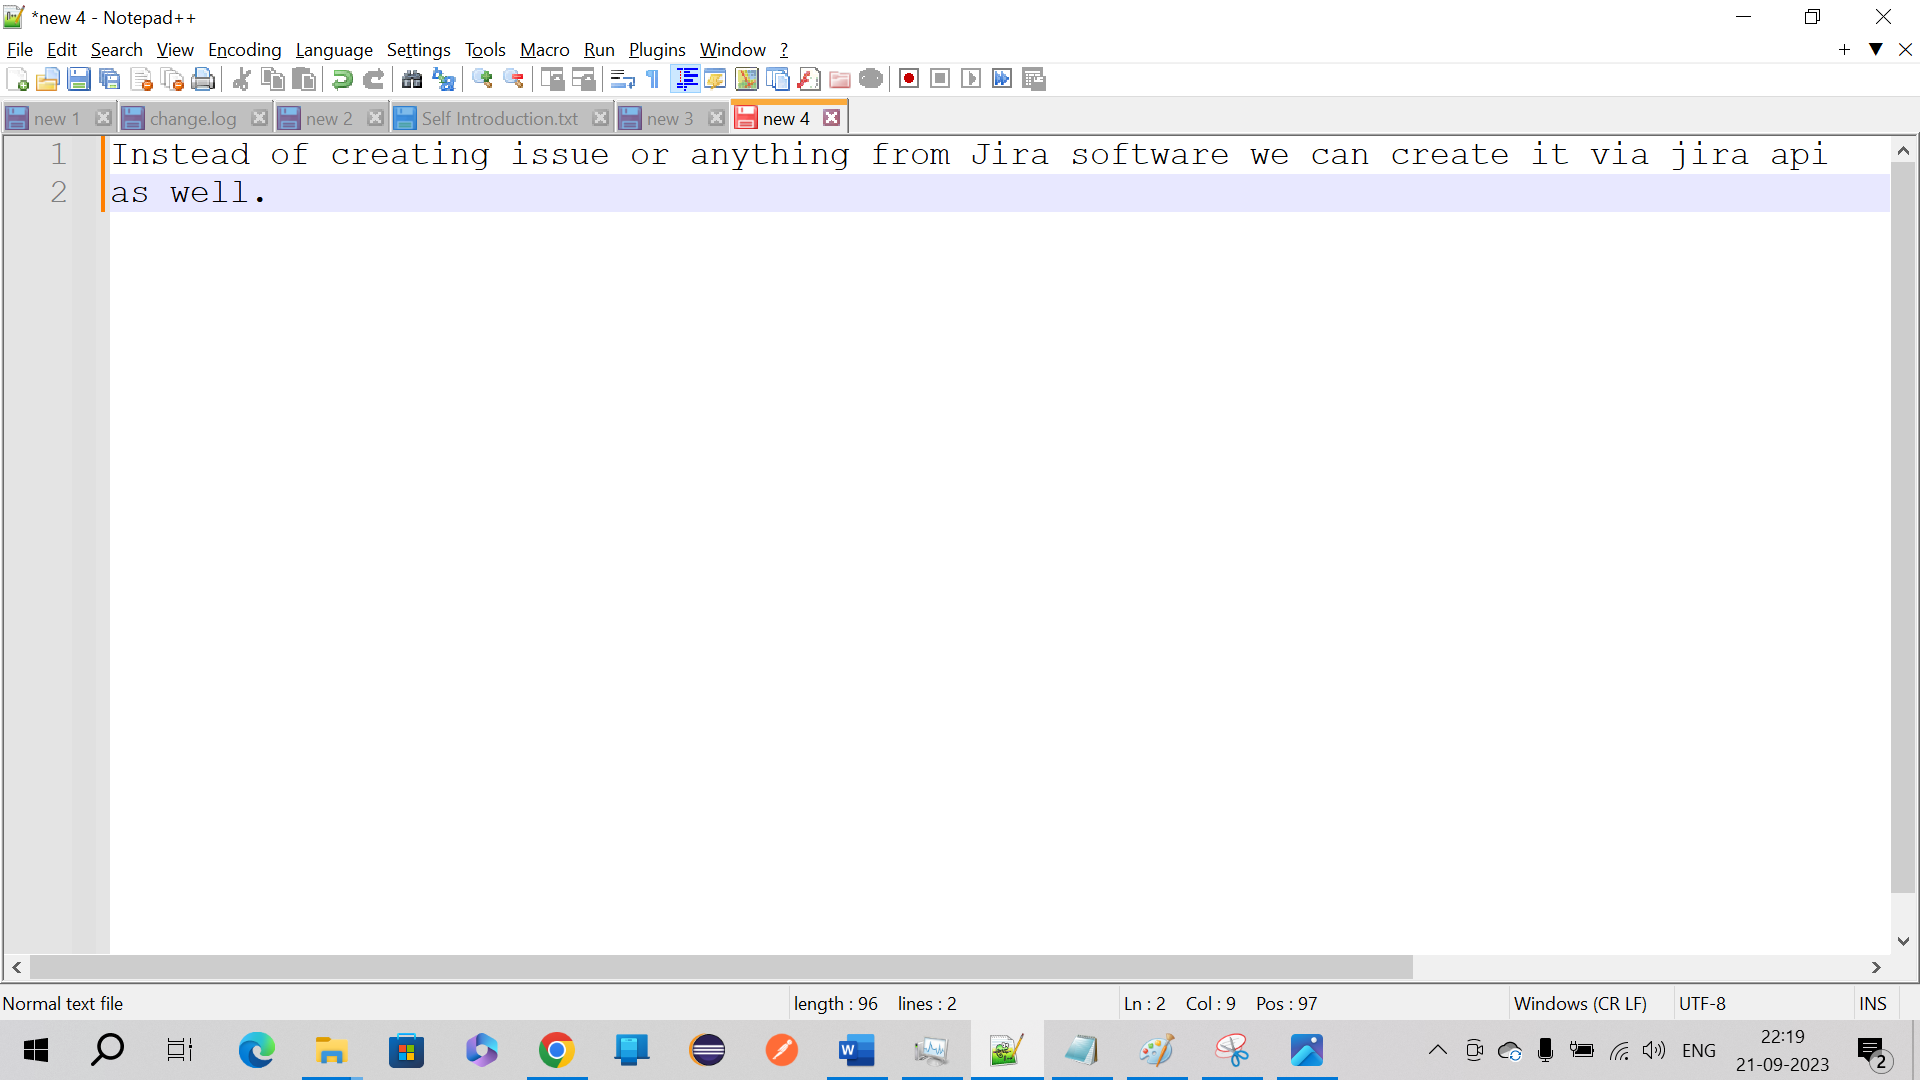 *new 4 - Notepad++
File Edit Search View Encoding Language Settings Tools Macro Run Plugins Window ?
new 1 change.log new 2 Self Introduction.txt new 3 new 4
1 Instead of creating issue or anything from Jira software we can create it via jira api
2 as well.
Normal text file length : 96 lines : 2 Ln : 2 Col : 9 Pos : 97 Windows (CR LF) UTF-8 INS
ENG 22:19
21-09-2023 2